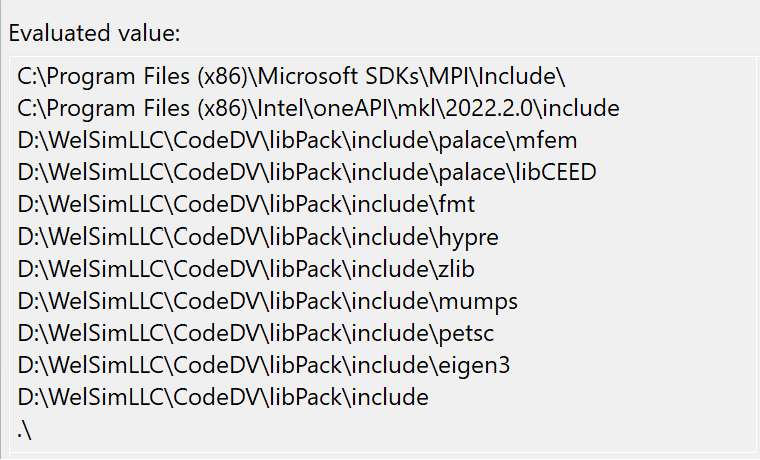 Evaluated value:
C:\Program Files (x86)\Microsoft SDKs\MPI\Include\
C:\Program Files (x86)\Intel\oneAPI\mkl\2022.2.0\include
D:\WelSimLLC\CodeDV\libPack\include\palace\mfem
D:\WelSimLLC\CodeDV\libPack\include\palace\libCEED
D:\WelSimLLC\CodeDV\libPack\include\fmt
D:\WelSimLLC\CodeDV\libPack\include\hypre
D:\WelSimLLC\CodeDV\libPack\include\zlib
D:\WelSimLLC\CodeDV\libPack\include\mumps
D:\WelSimLLC\CodeDV\libPack\include\petsc
D:\WelSimLLC\CodeDV\libPack\include\eigen3
D:\WelSimLLC\CodeDV\libPack\include
.\